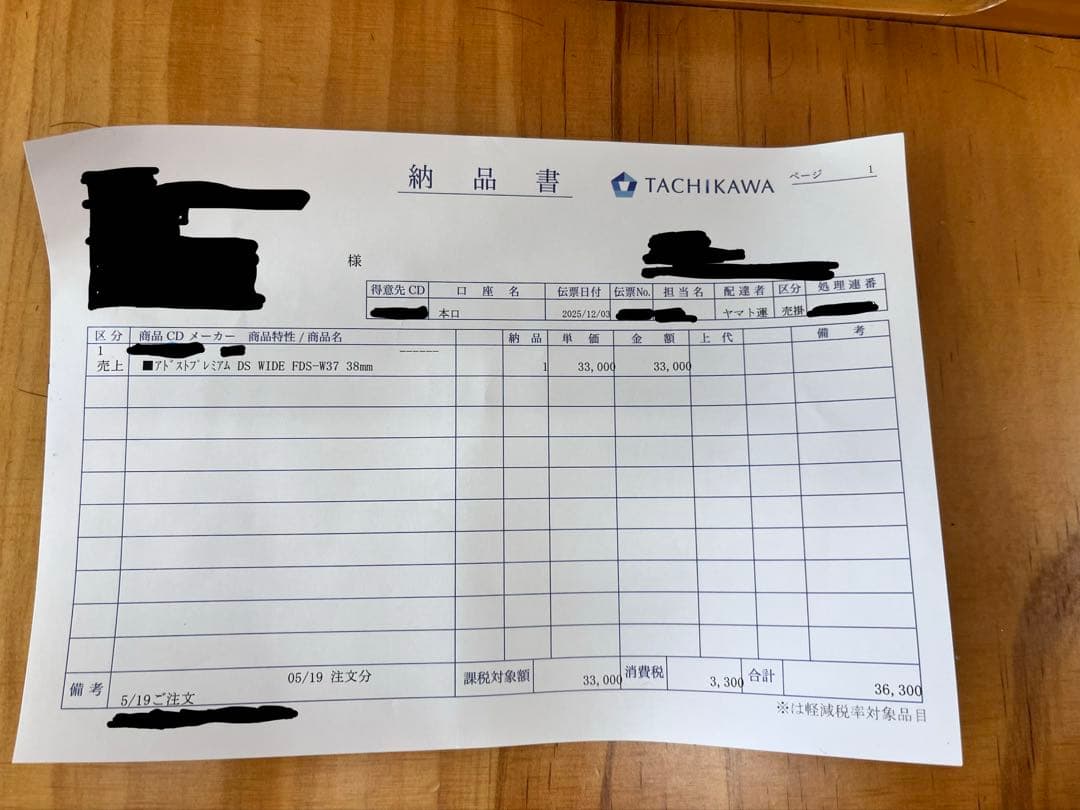 納品書
TACHIKAWA
ページ 1
様
得意先CD 口座名 伝票日付 伝票No. 担当名 配達者 区分 処理連番
本口 2025/12/03 ヤマト運 売掛
区分 商品CD メーカー 商品特性/商品名 納品 単価 金額 上代 備考
1 ------
売上 ■ｱﾄﾞｽﾄﾌﾟﾚﾐｱﾑ DS WIDE FDS-W37 38mm 1 33,000 33,000
備考 05/19 注文分 課税対象額 33,000 消費税 3,300 合計 36,300
5/19ご注文
※は軽減税率対象品目